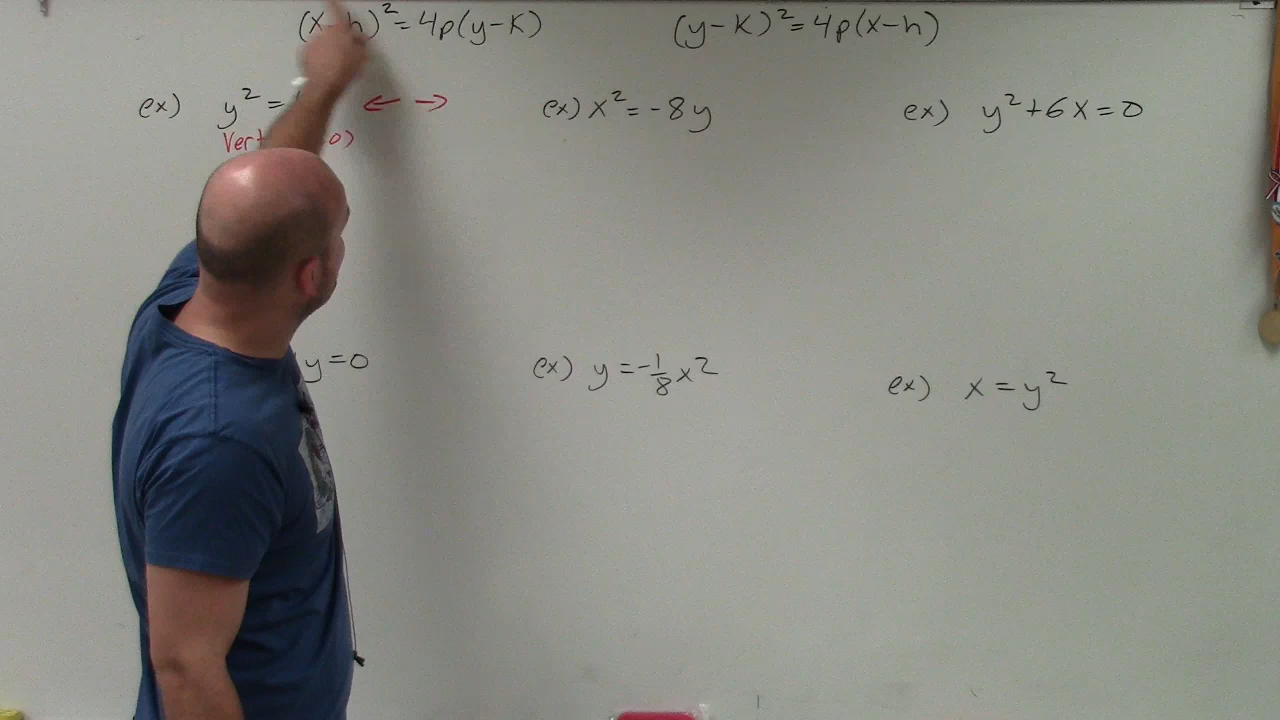 (x-h)² = 4p(y-k) (y-k)² = 4p(x-h)
ex) y² = ← → ex) x² = -8y ex) y² + 6x = 0
0)
y = 0 ex) y = -1/8 x² ex) x = y²